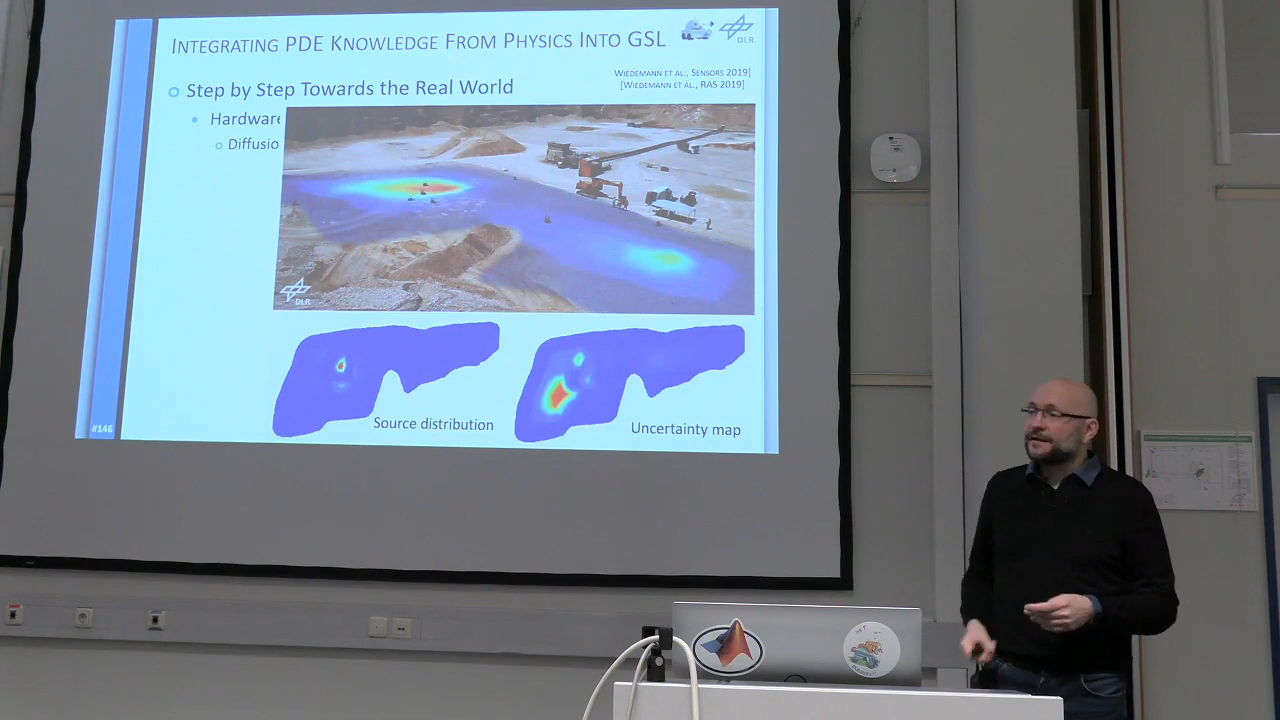 INTEGRATING PDE KNOWLEDGE FROM PHYSICS INTO GSL
DLR
WIEDEMANN ET AL., SENSORS 2019]
[WIEDEMANN ET AL., RAS 2019]
Step by Step Towards the Real World
Hardware
Diffusio
DLR
Source distribution
Uncertainty map
#146